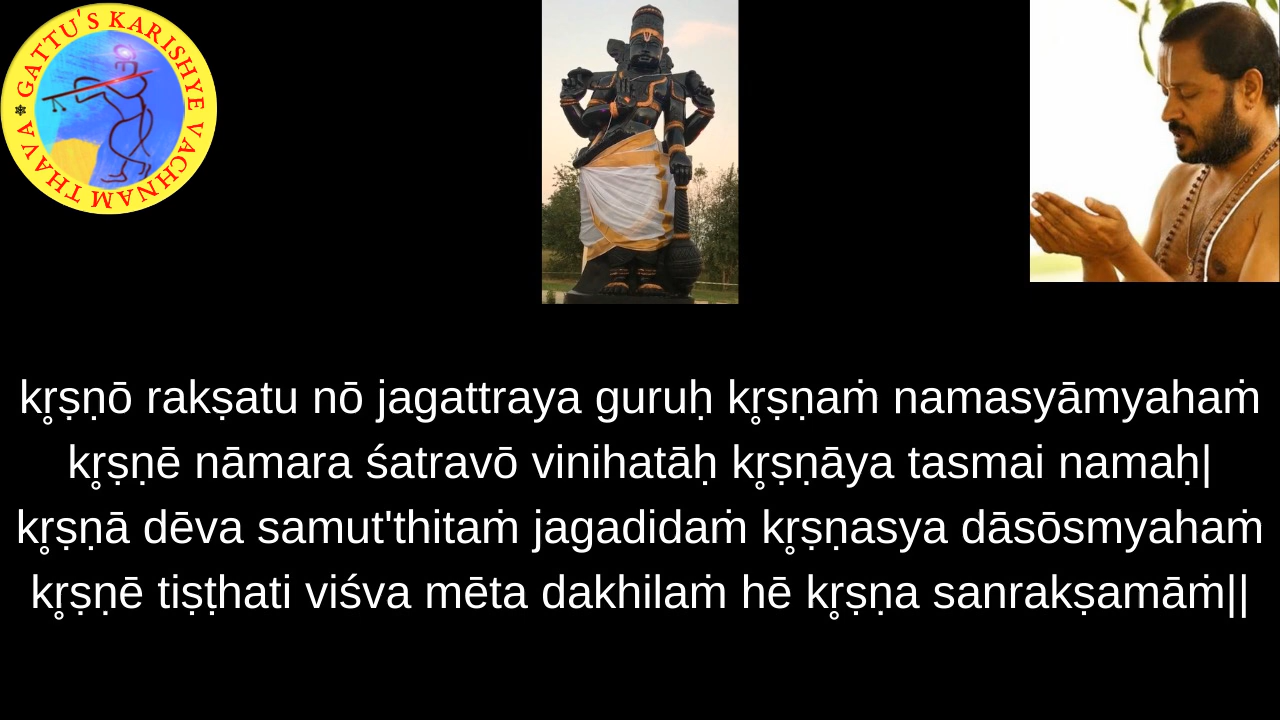 GATTU'S KARISHYE VACHNAM THAVA
kr̥ṣṇō rakṣatu nō jagattraya guruḥ kr̥ṣṇaṁ namasyāmyahaṁ
kr̥ṣṇē nāmara śatravō vinihatāḥ kr̥ṣṇāya tasmai namaḥ|
kr̥ṣṇā dēva samut'thitaṁ jagadidaṁ kr̥ṣṇasya dāsōsmyahaṁ
kr̥ṣṇē tiṣṭhati viśva mēta dakhilaṁ hē kr̥ṣṇa sanrakṣamāṁ||